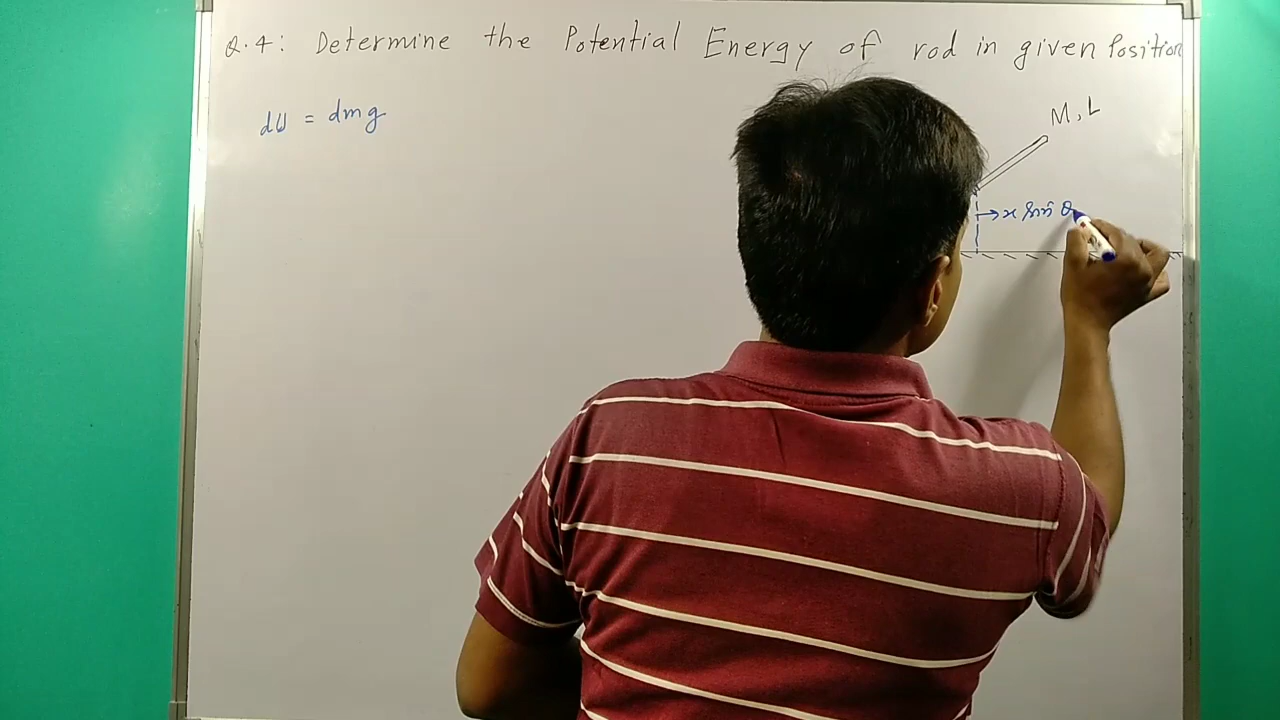 Q.4: Determine the Potential Energy of rod in given Position
dU = dmg
M, L
x sin θ